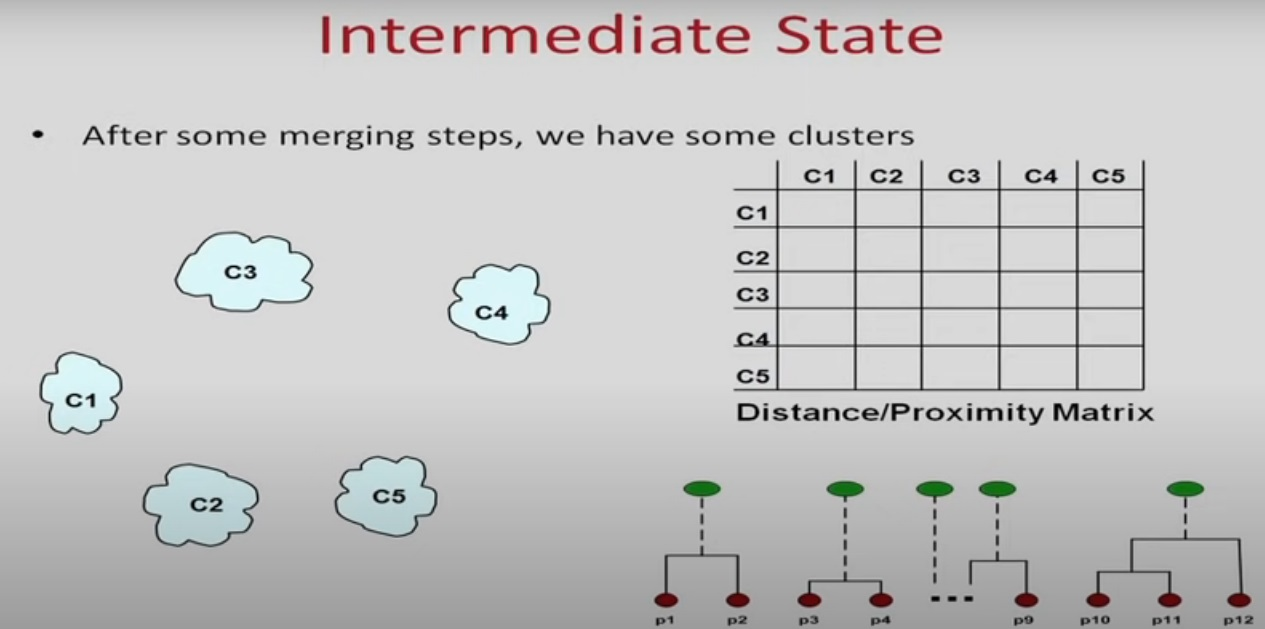 Intermediate State
• After some merging steps, we have some clusters
C1 C2 C3 C4 C5
C1
C2
C3
C4
C5
Distance/Proximity Matrix
C3
C4
C1
C2
C5
...
p1 p2 p3 p4 p9 p10 p11 p12